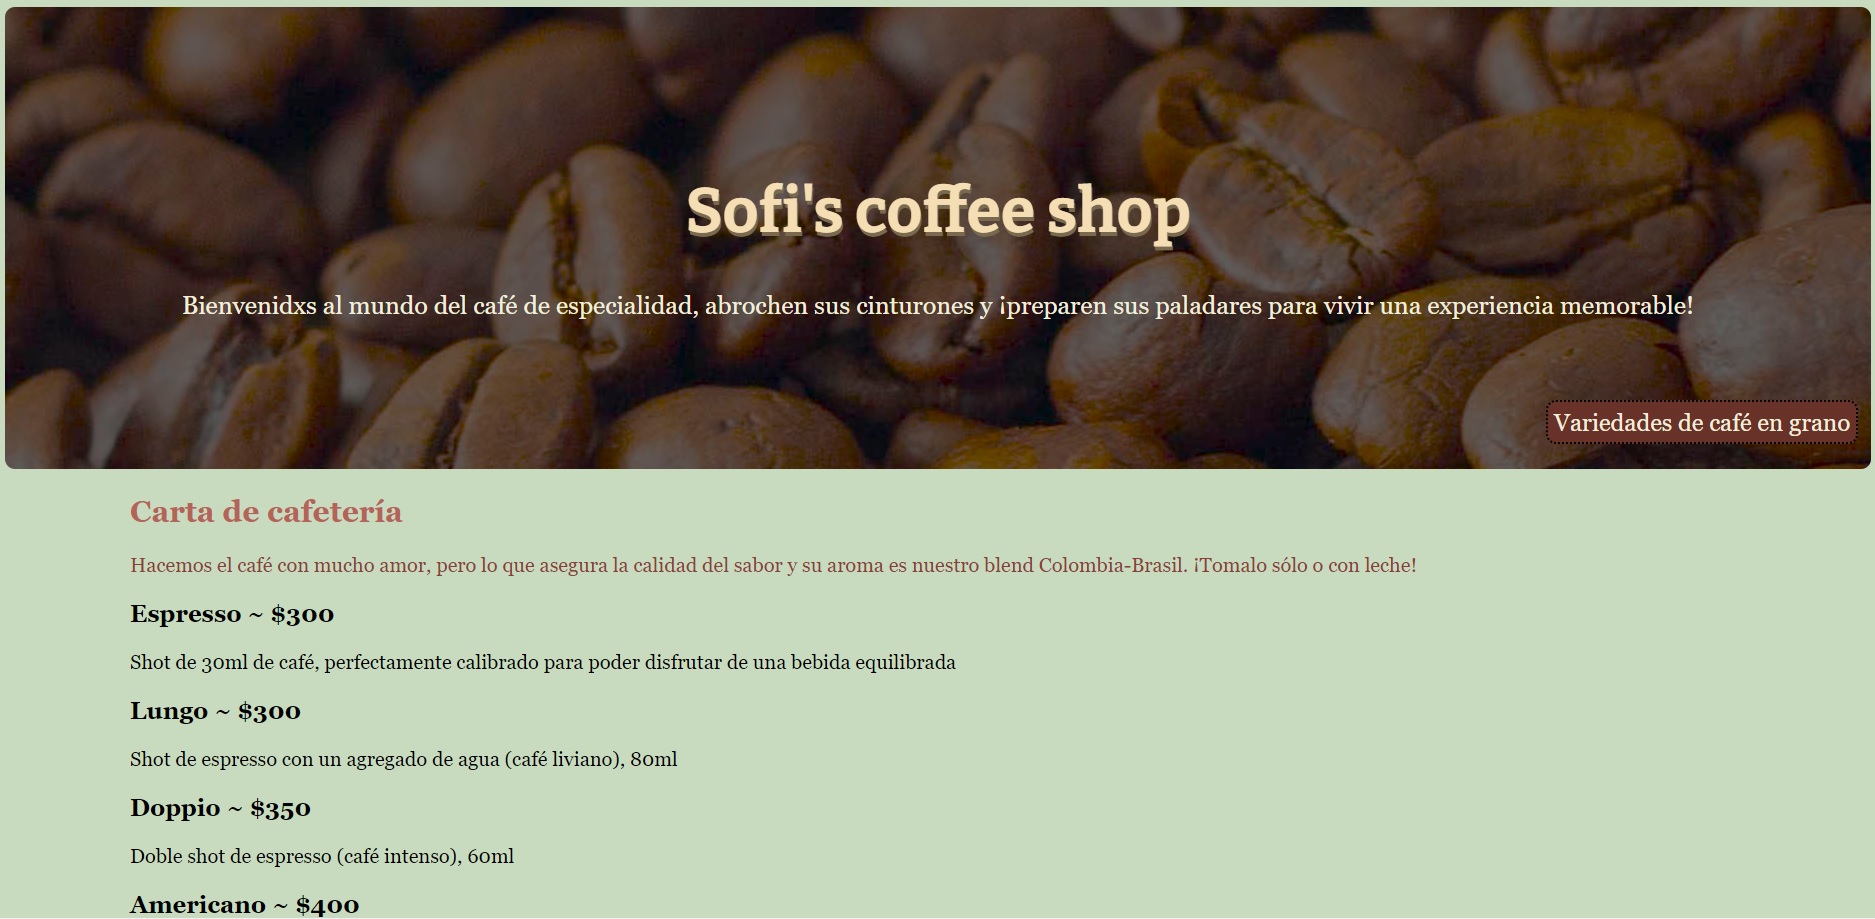 Sofi's coffee shop
Bienvenidxs al mundo del café de especialidad, abrochen sus cinturones y ¡preparen sus paladares para vivir una experiencia memorable!
Variedades de café en grano
Carta de cafetería
Hacemos el café con mucho amor, pero lo que asegura la calidad del sabor y su aroma es nuestro blend Colombia-Brasil. ¡Tomalo sólo o con leche!
Espresso ~ $300
Shot de 30ml de café, perfectamente calibrado para poder disfrutar de una bebida equilibrada
Lungo ~ $300
Shot de espresso con un agregado de agua (café liviano), 80ml
Doppio ~ $350
Doble shot de espresso (café intenso), 60ml
Americano ~ $400